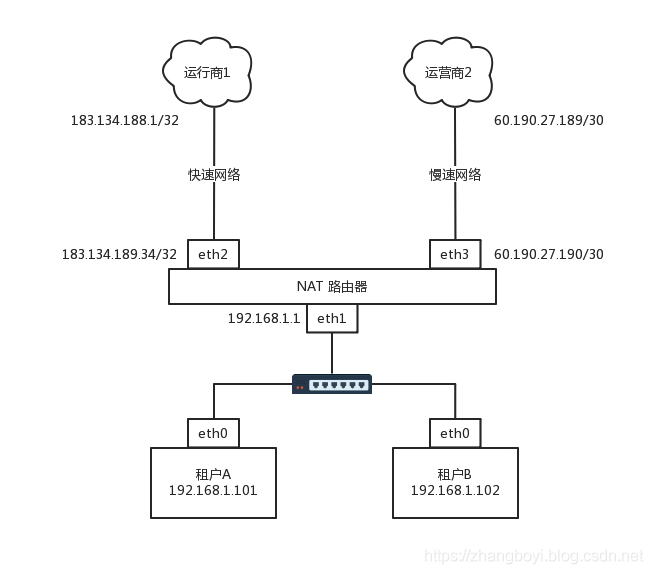 运行商1
运营商2
183.134.188.1/32
60.190.27.189/30
快速网络
慢速网络
183.134.189.34/32
eth2
eth3
60.190.27.190/30
NAT 路由器
192.168.1.1
eth1
eth0
eth0
租户A
192.168.1.101
租户B
192.168.1.102
https://zhangboyi.blog.csdn.net